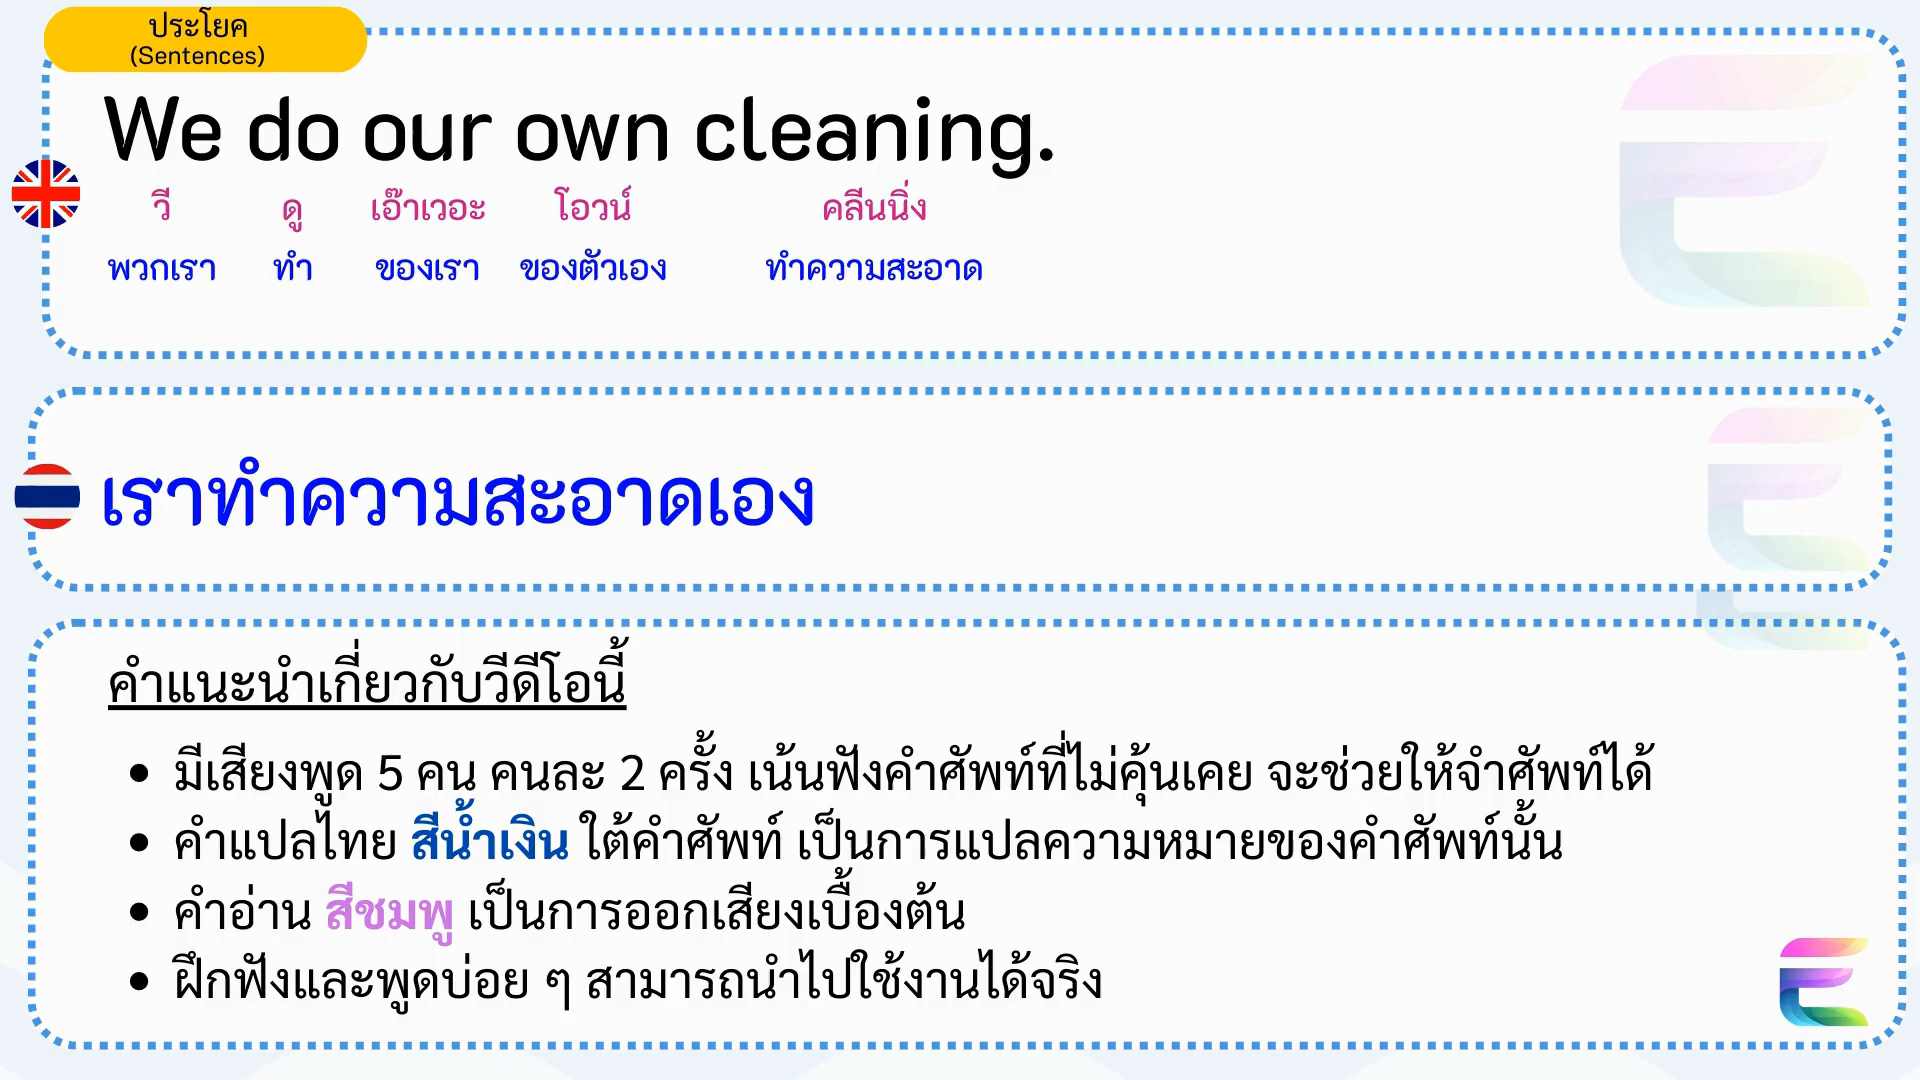 ประโยค
(Sentences)
We do our own cleaning.
วี ดู เอ๊าเวอะ โอวน์ คลีนนิ่ง
พวกเรา ทำ ของเรา ของตัวเอง ทำความสะอาด
เราทำความสะอาดเอง
คำแนะนำเกี่ยวกับวีดีโอนี้
• มีเสียงพูด 5 คน คนละ 2 ครั้ง เน้นฟังคำศัพท์ที่ไม่คุ้นเคย จะช่วยให้จำศัพท์ได้
• คำแปลไทย สีน้ำเงิน ใต้คำศัพท์ เป็นการแปลความหมายของคำศัพท์นั้น
• คำอ่าน สีชมพู เป็นการออกเสียงเบื้องต้น
• ฝึกฟังและพูดบ่อย ๆ สามารถนำไปใช้งานได้จริง